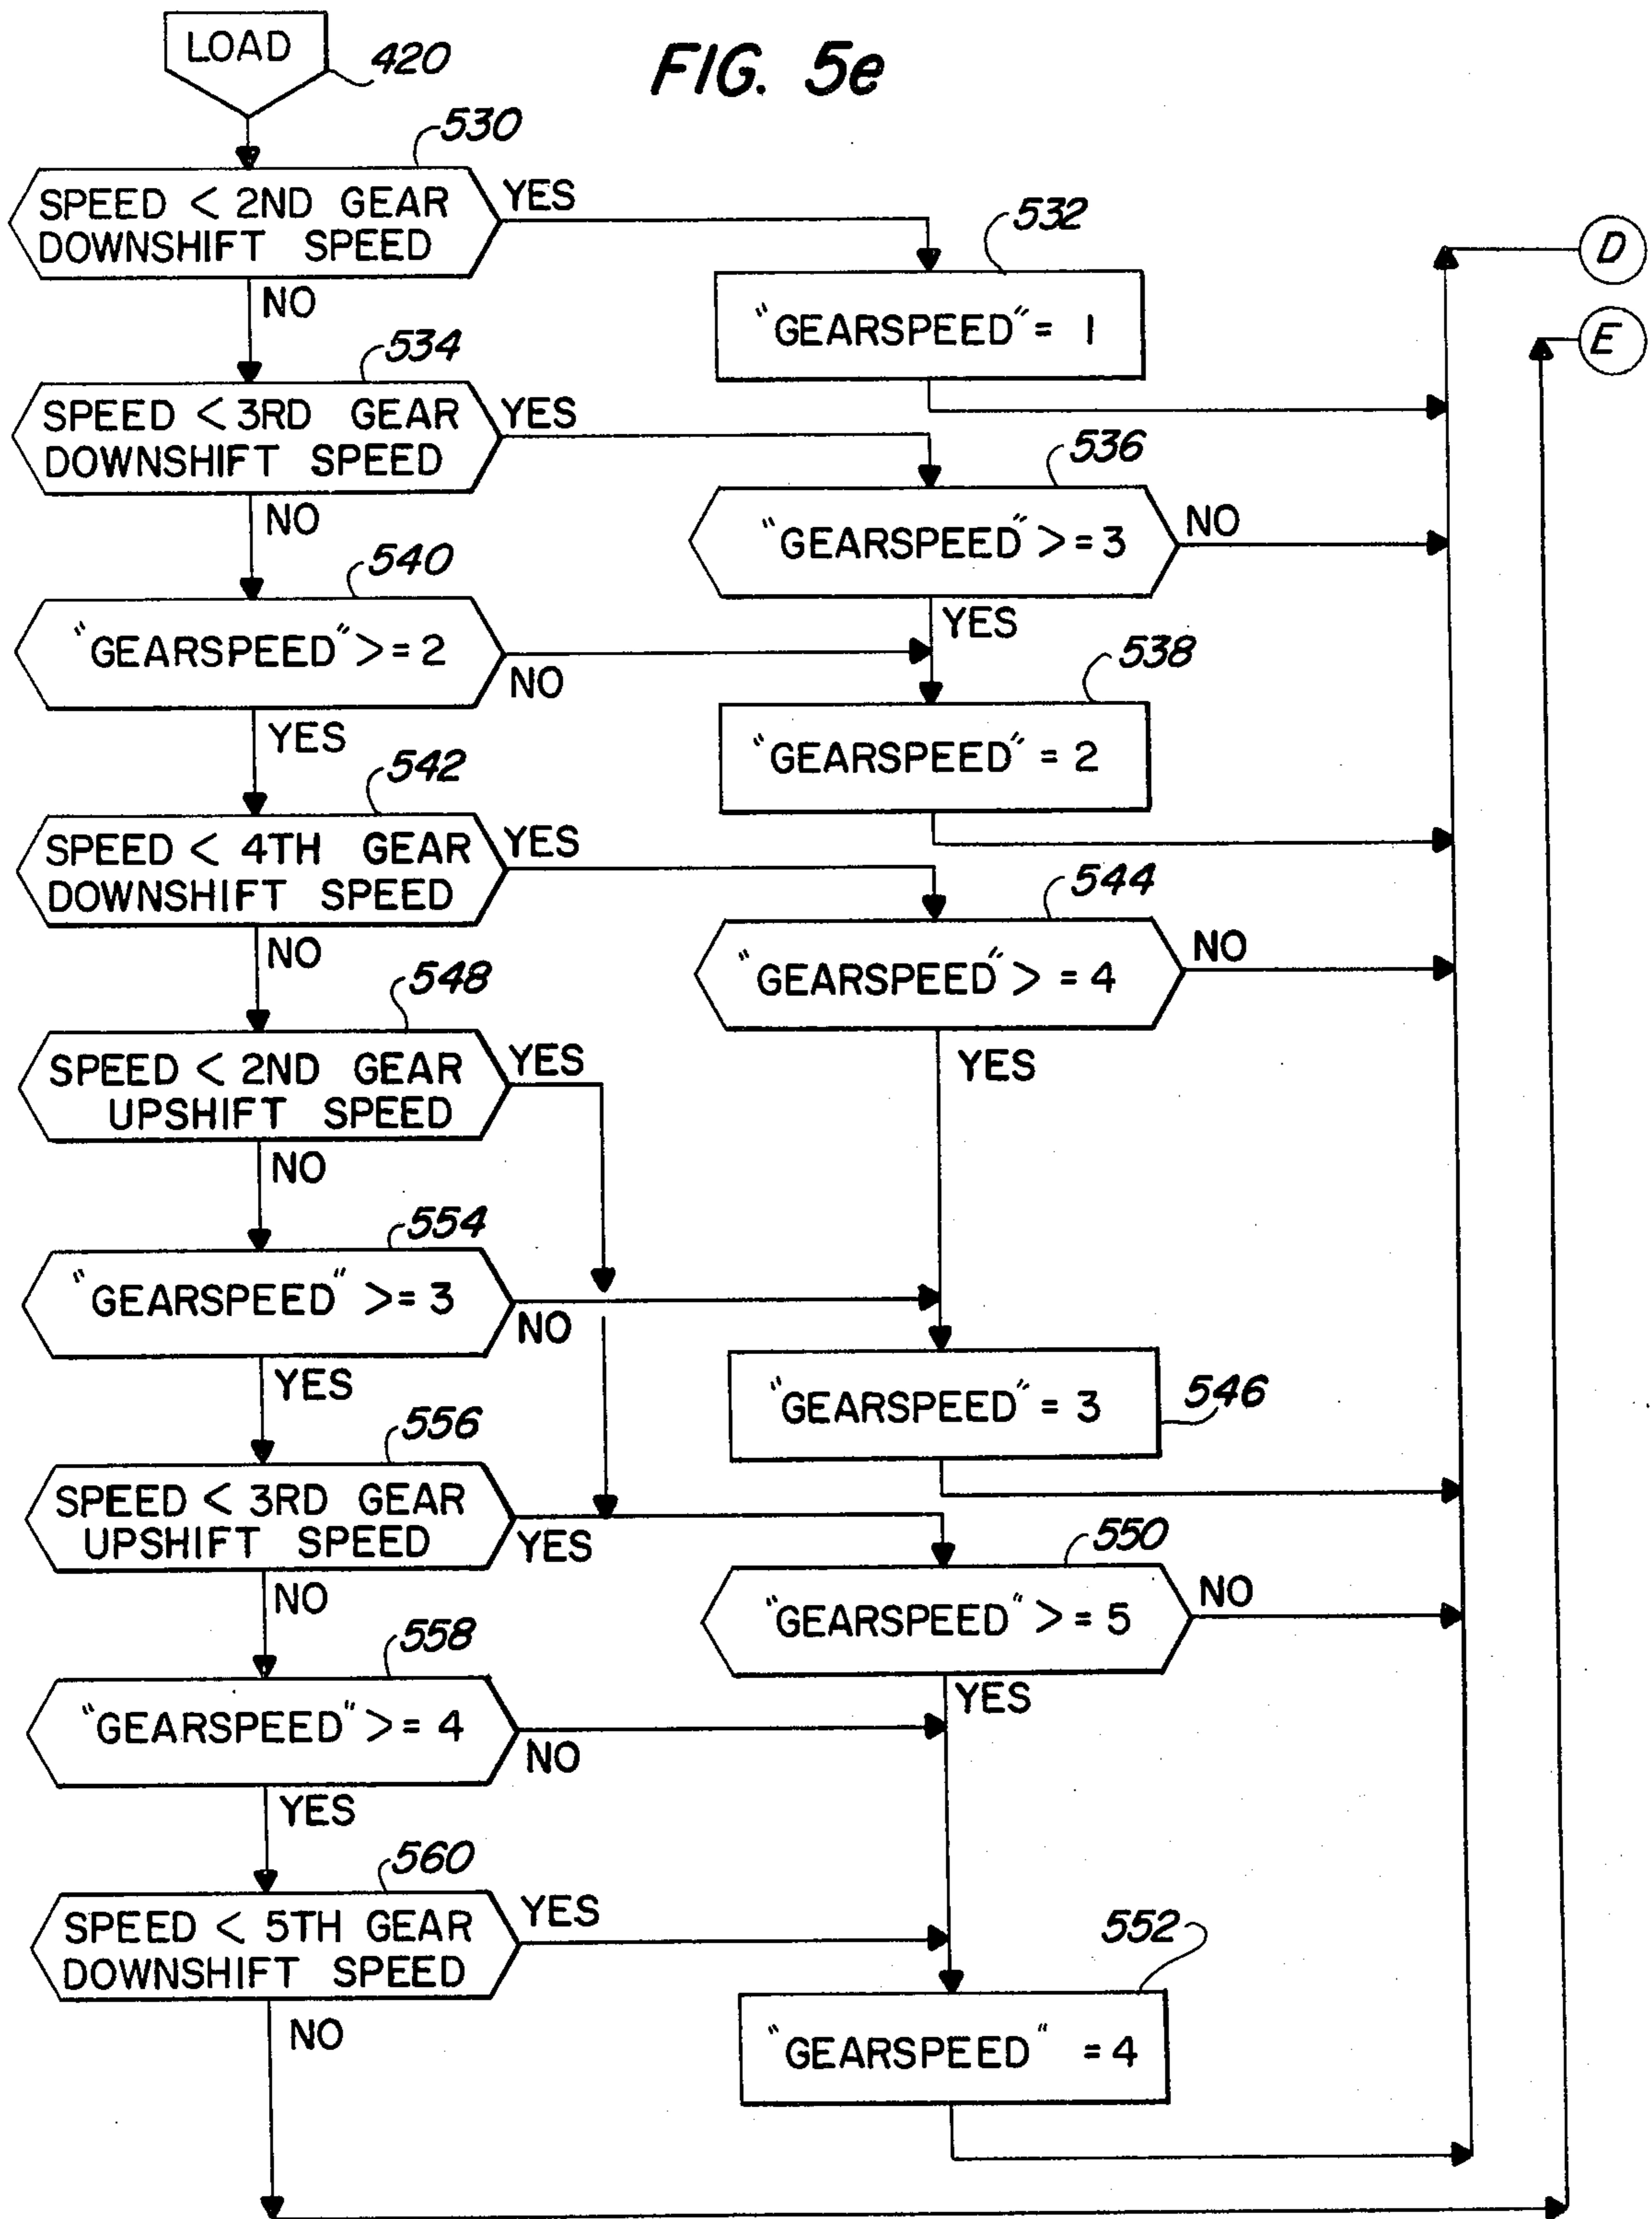 LOAD
420
FIG. 5e
530
SPEED < 2ND GEAR
DOWNSHIFT SPEED
YES
NO
532
"GEARSPEED" = 1
D
E
534
SPEED < 3RD GEAR
DOWNSHIFT SPEED
YES
NO
536
"GEARSPEED" >= 3
NO
YES
540
"GEARSPEED" >= 2
NO
YES
538
"GEARSPEED" = 2
542
SPEED < 4TH GEAR
DOWNSHIFT SPEED
YES
NO
544
"GEARSPEED" >= 4
NO
YES
548
SPEED < 2ND GEAR
UPSHIFT SPEED
YES
NO
554
"GEARSPEED" >= 3
NO
YES
546
"GEARSPEED" = 3
556
SPEED < 3RD GEAR
UPSHIFT SPEED
YES
NO
550
"GEARSPEED" >= 5
NO
YES
558
"GEARSPEED" >= 4
NO
YES
560
SPEED < 5TH GEAR
DOWNSHIFT SPEED
YES
NO
552
"GEARSPEED" = 4